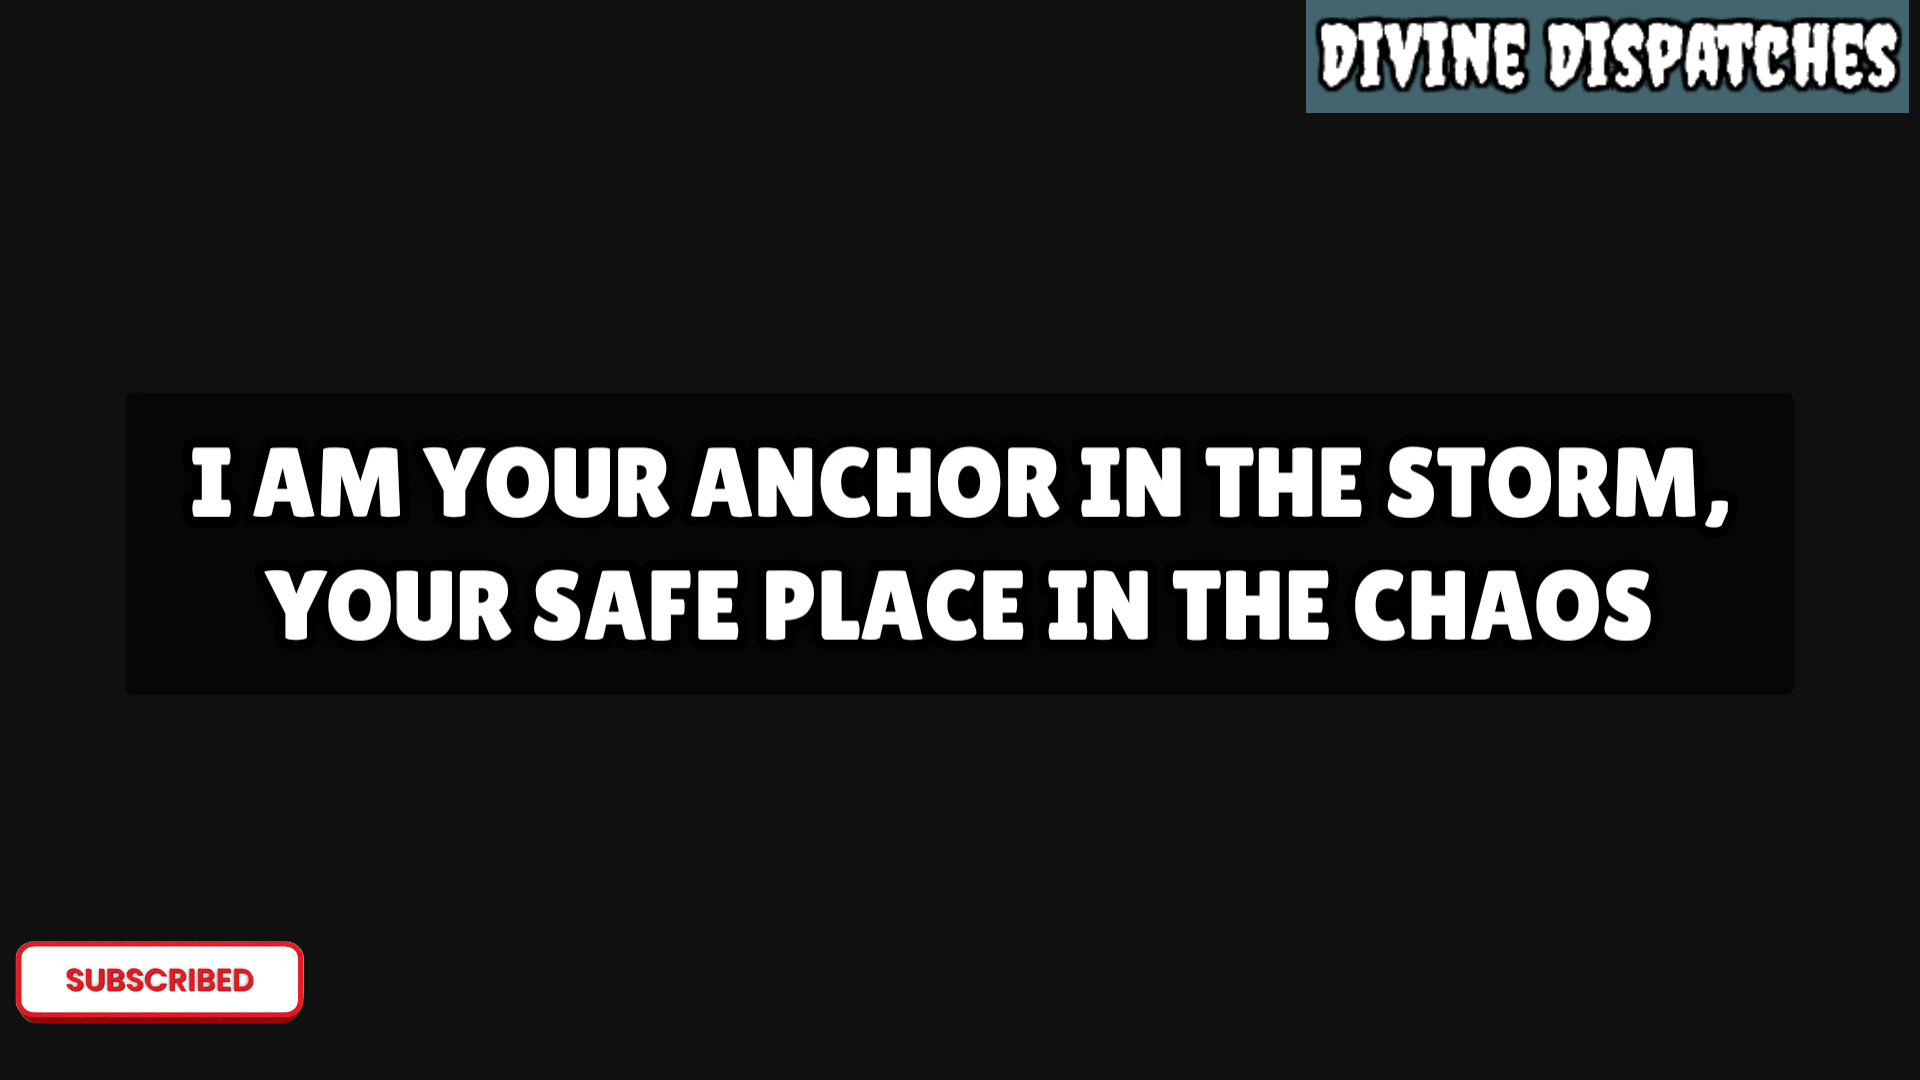 DIVINE DISPATCHES
I AM YOUR ANCHOR IN THE STORM,
YOUR SAFE PLACE IN THE CHAOS
SUBSCRIBED